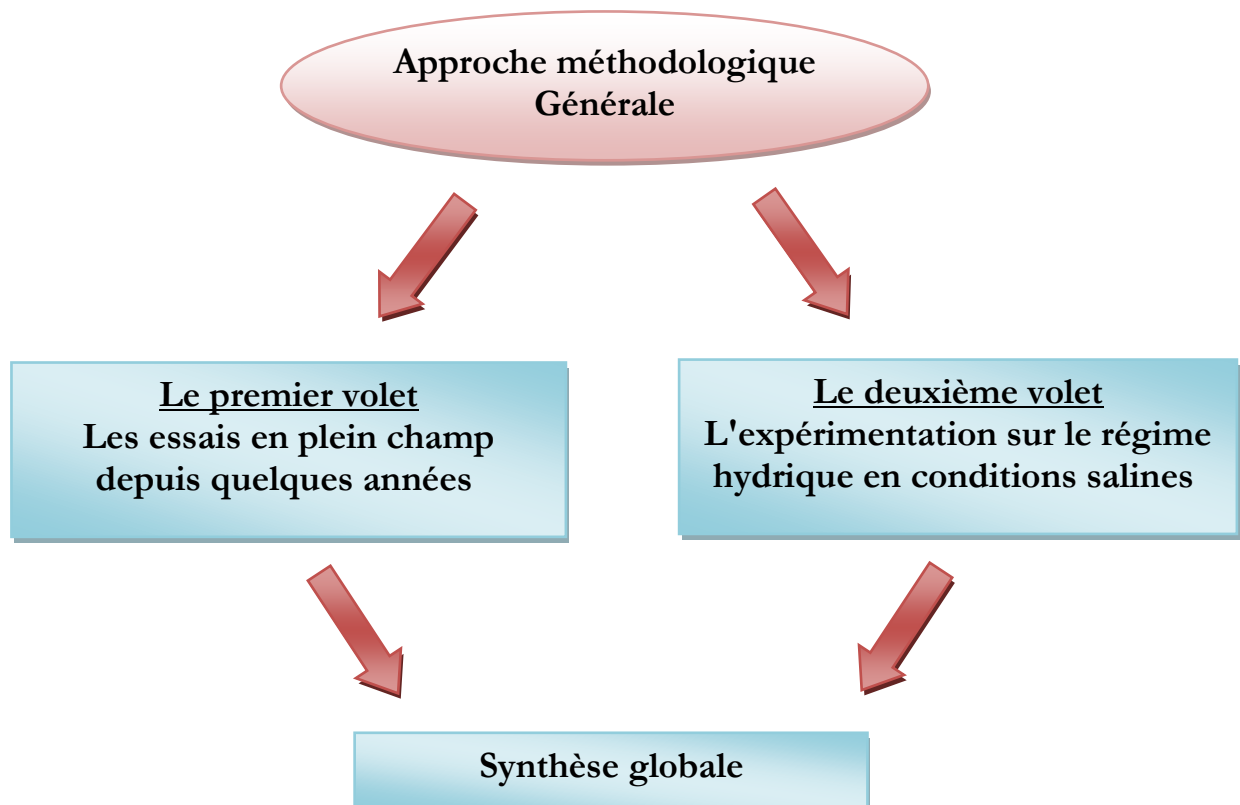 Approche méthodologique
Générale
Le premier volet
Les essais en plein champ
depuis quelques années
Le deuxième volet
L'expérimentation sur le régime
hydrique en conditions salines
Synthèse globale